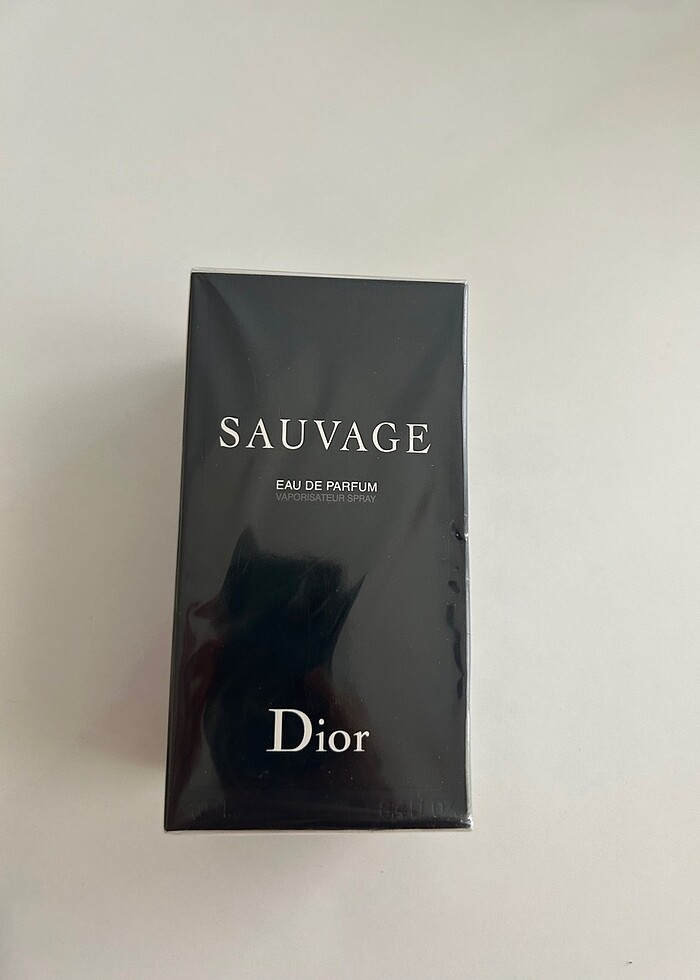 SAUVAGE
EAU DE PARFUM
VAPORISATEUR SPRAY
Dior